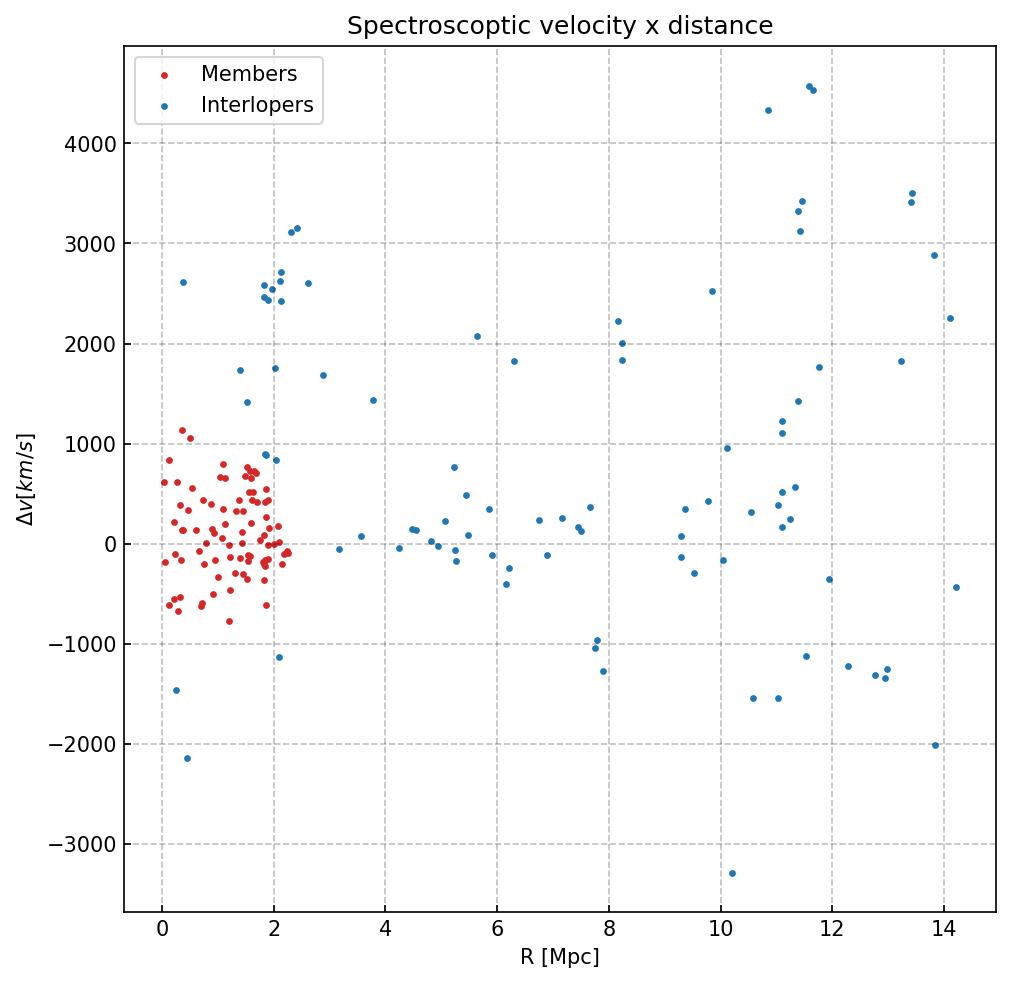 Spectroscoptic velocity x distance
Members
Interlopers
4000
3000
2000
1000
0
−1000
−2000
−3000
Δv[km/s]
0 2 4 6 8 10 12 14
R [Mpc]